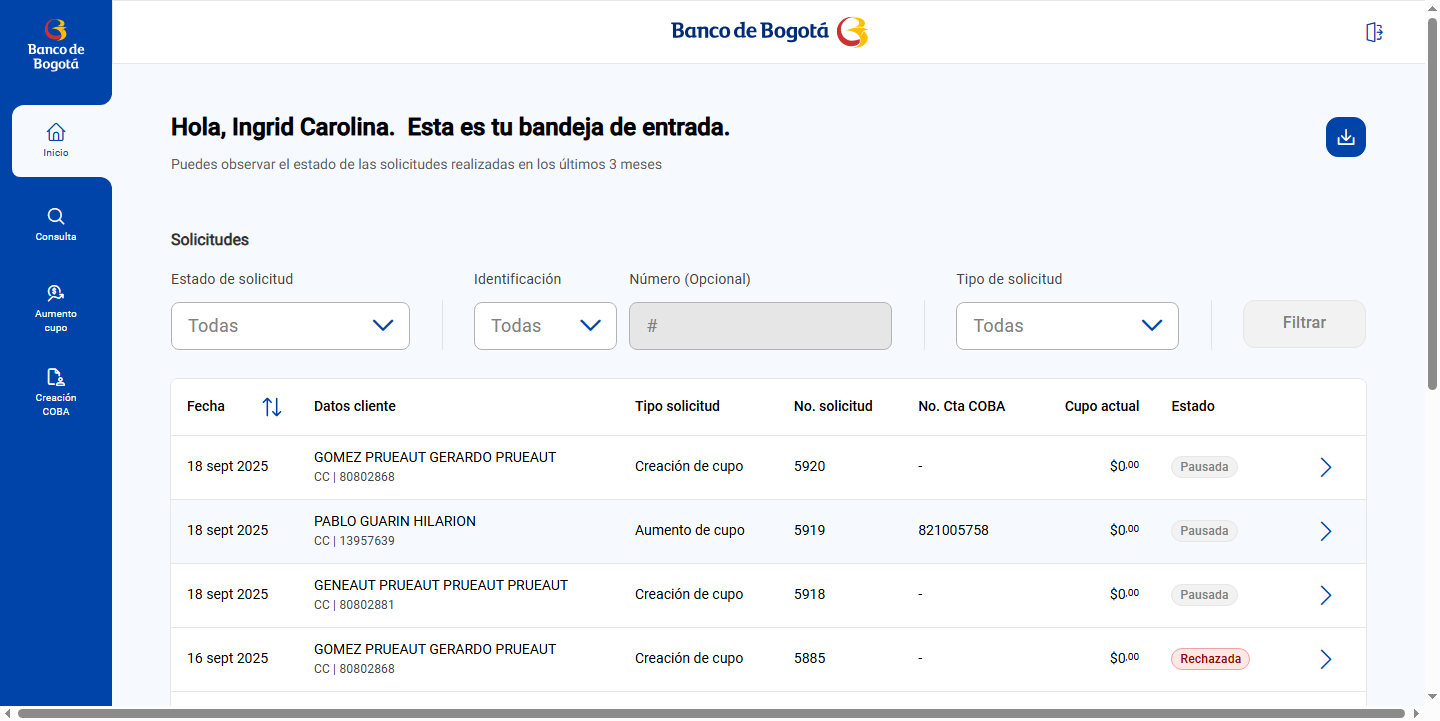 Banco de
Bogotá
Banco de Bogotá
Inicio
Consulta
Aumento
cupo
Creación
COBA
Hola, Ingrid Carolina.  Esta es tu bandeja de entrada.
Puedes observar el estado de las solicitudes realizadas en los últimos 3 meses
Solicitudes
Estado de solicitud Identificación Número (Opcional) Tipo de solicitud
Todas Todas # Todas Filtrar
Fecha Datos cliente Tipo solicitud No. solicitud No. Cta COBA Cupo actual Estado
18 sept 2025 GOMEZ PRUEAUT GERARDO PRUEAUT Creación de cupo 5920 - $0.00 Pausada
CC | 80802868
18 sept 2025 PABLO GUARIN HILARION Aumento de cupo 5919 821005758 $0.00 Pausada
CC | 13957639
18 sept 2025 GENEAUT PRUEAUT PRUEAUT PRUEAUT Creación de cupo 5918 - $0.00 Pausada
CC | 80802881
16 sept 2025 GOMEZ PRUEAUT GERARDO PRUEAUT Creación de cupo 5885 - $0.00 Rechazada
CC | 80802868